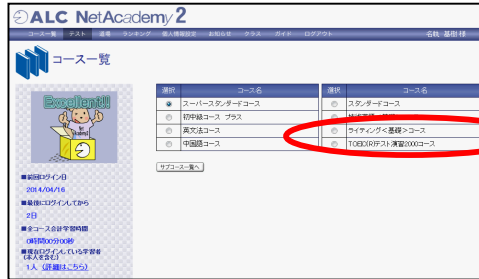 ALC NetAcademy 2
コース一覧 テスト 道場 ランキング 個人情報設定 お知らせ クラス ガイド ログアウト
コース一覧
選択 コース名 選択 コース名
スーパースタンダードコース スタンダードコース
初中級コース プラス
英文法コース ライティング<基礎>コース
中国語コース TOEIC(R)テスト演習2000コース
サブコース一覧へ
Excellent!!
Net Academy
2
■前回ログイン日
2014/04/16
■最後にログインしてから
2日
■全コース合計学習時間
0時間00分00秒
■現在ログインしている学習者
(本人を含む)
1人 (詳細はこちら)